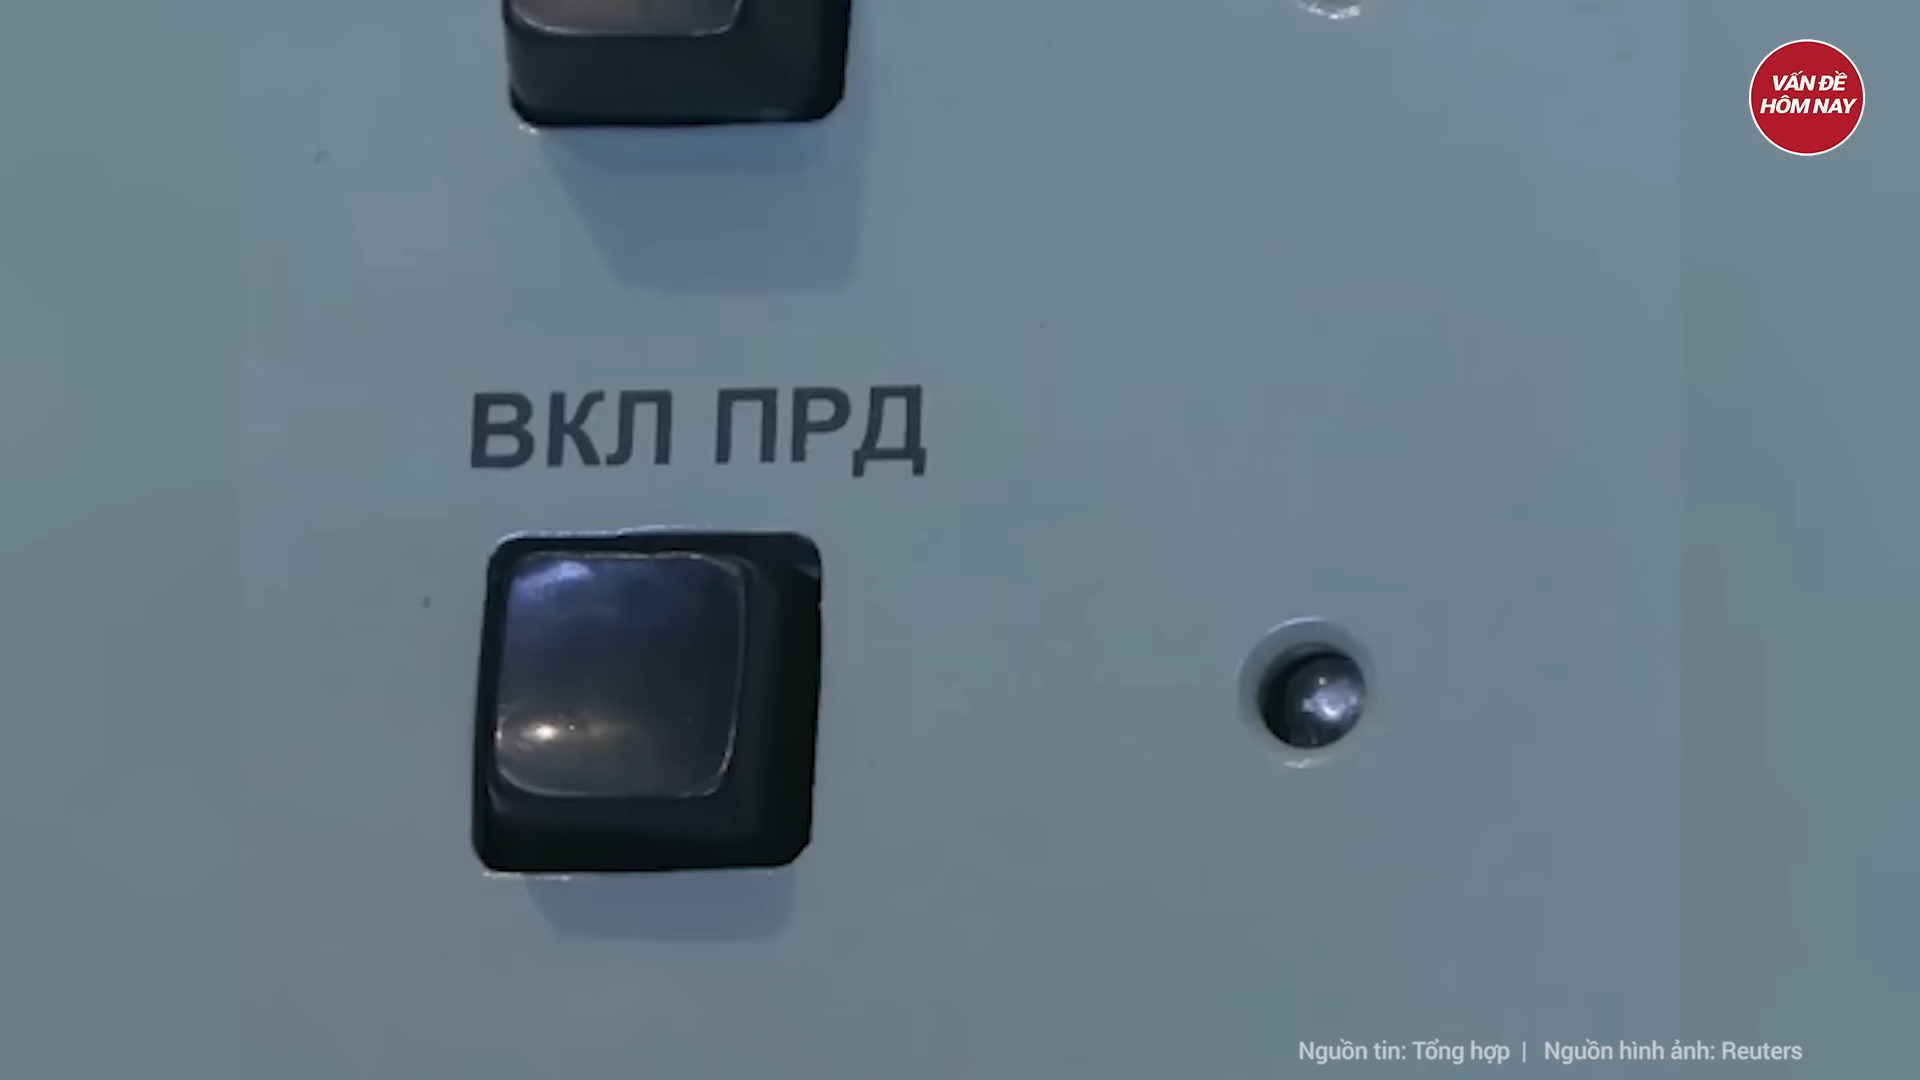 VẤN ĐỀ
HÔM NAY
ВКЛ ПРД
Nguồn tin: Tổng hợp | Nguồn hình ảnh: Reuters